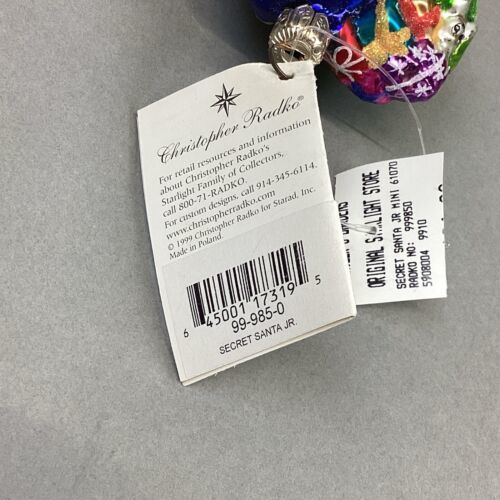 Christopher Radko®
For retail resources and information
about Christopher Radko's
Starlight Family of Collectors,
call 800-71-RADKO.
For custom designs, call 914-345-6114.
www.christopherradko.com
© 1999 Christopher Radko for Starad, Inc.
Made in Poland.
6 45001 17319 5
99-985-0
SECRET SANTA JR.
ORIGINAL STARLIGHT STORE
SECRET SANTA JR MINI 61070
RADKO NO: 999850
5908004 9910